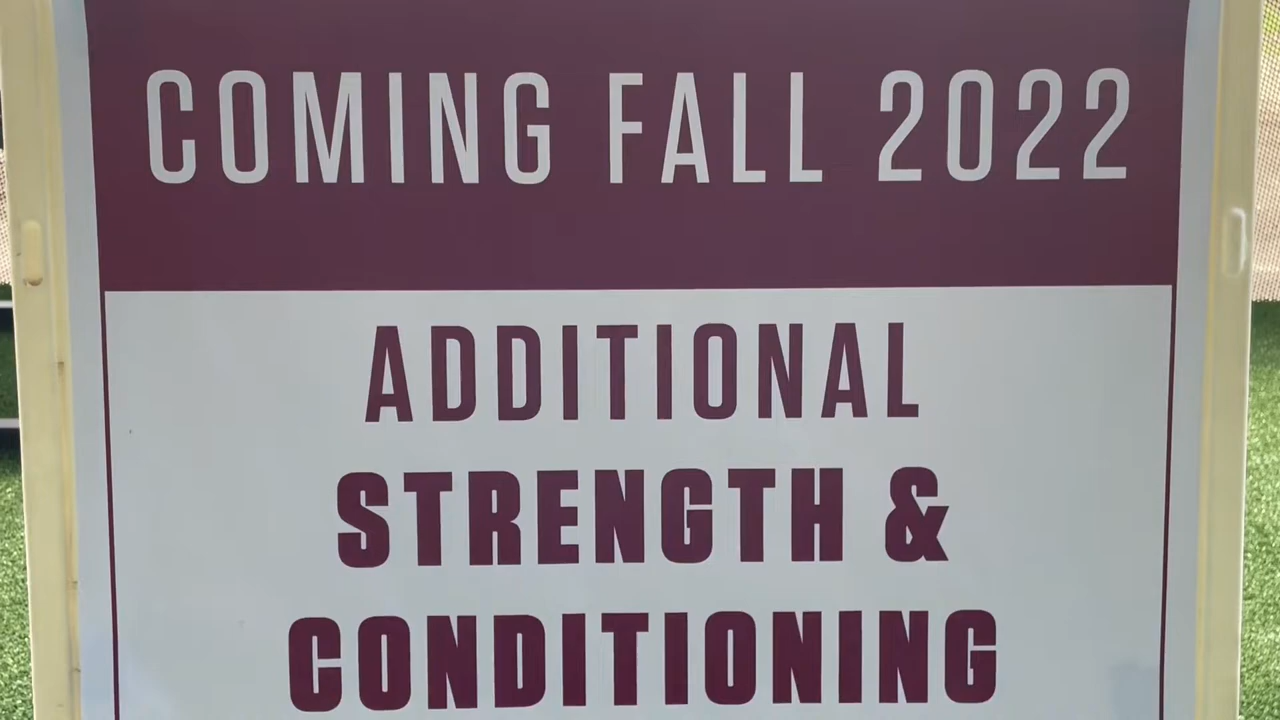 COMING FALL 2022
ADDITIONAL
STRENGTH &
CONDITIONING